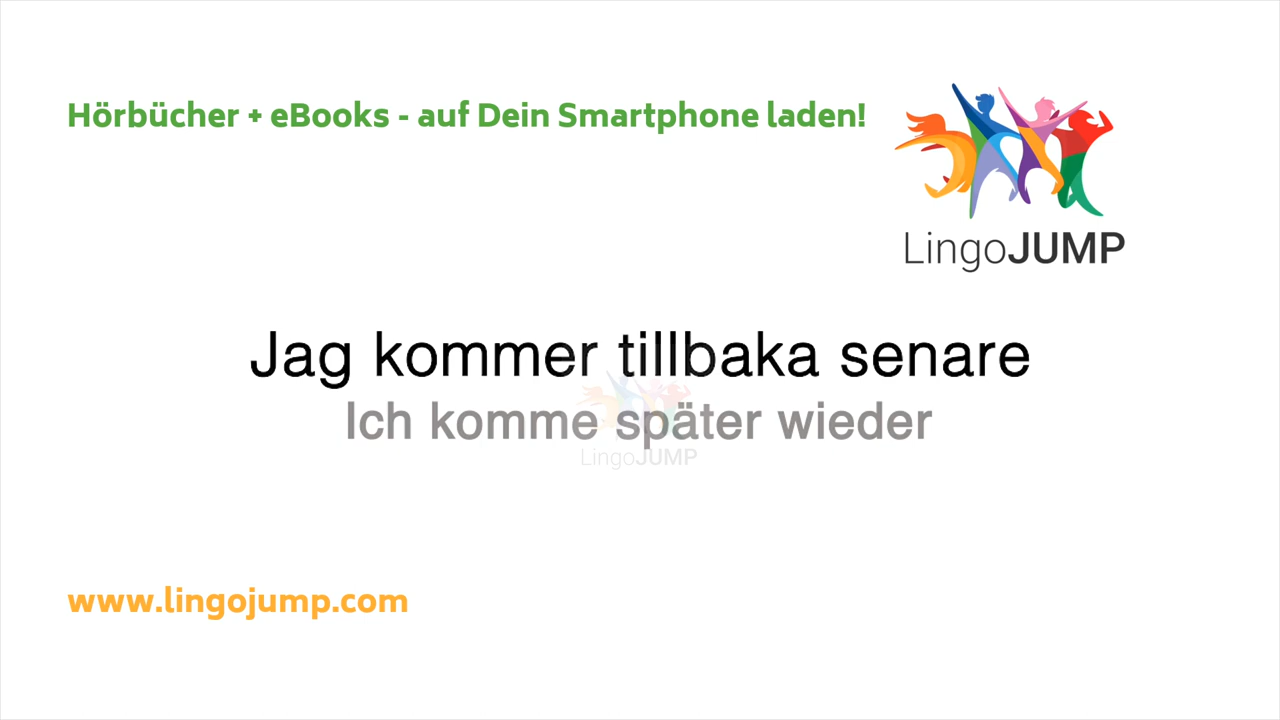 Hörbücher + eBooks - auf Dein Smartphone laden!
LingoJUMP
Jag kommer tillbaka senare
Ich komme später wieder
LingoJUMP
www.lingojump.com